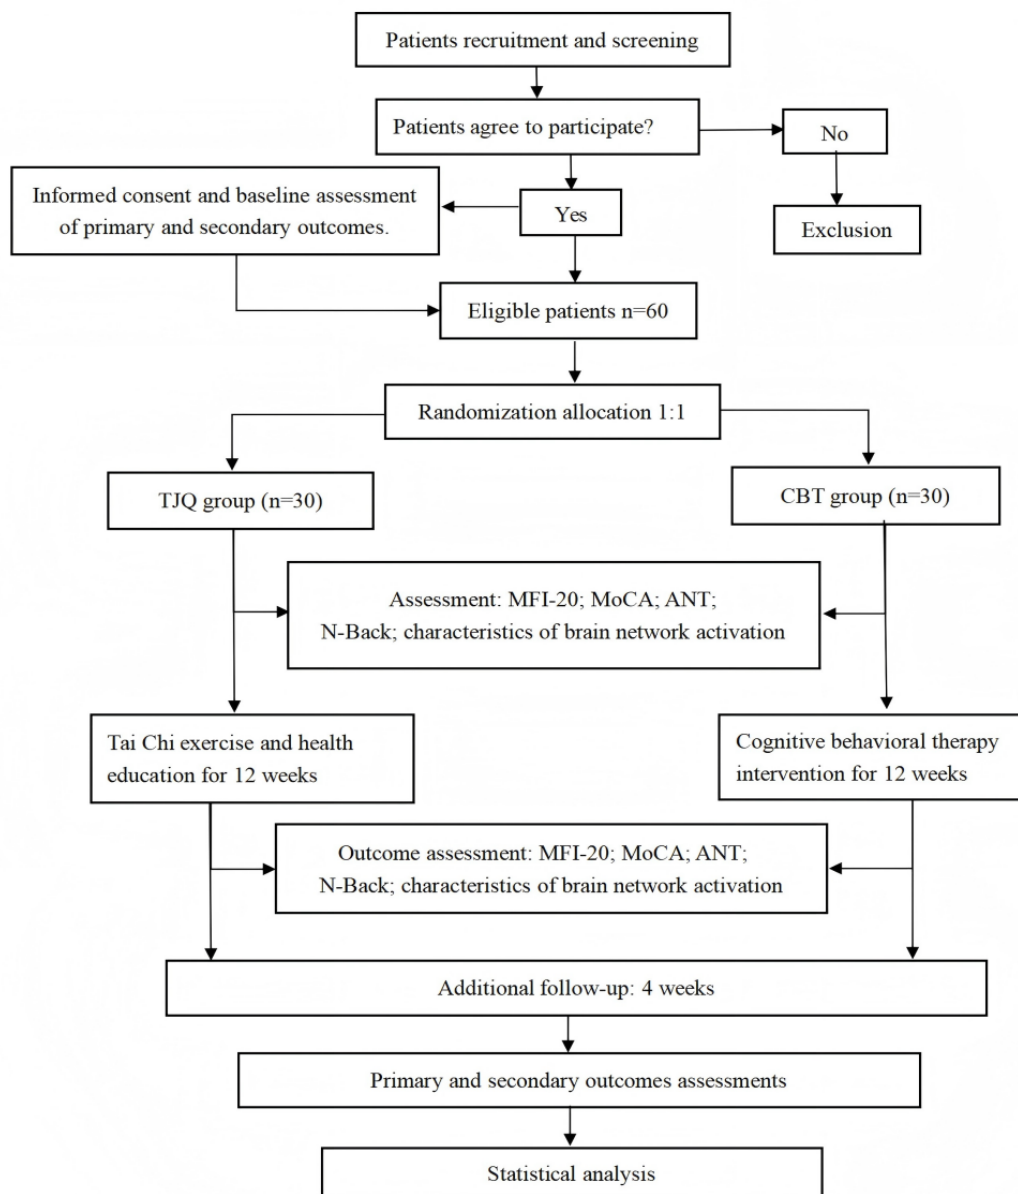 Patients recruitment and screening
Patients agree to participate?
No
Informed consent and baseline assessment
of primary and secondary outcomes.
Yes
Exclusion
Eligible patients n=60
Randomization allocation 1:1
TJQ group (n=30)
CBT group (n=30)
Assessment: MFI-20; MoCA; ANT;
N-Back; characteristics of brain network activation
Tai Chi exercise and health
education for 12 weeks
Cognitive behavioral therapy
intervention for 12 weeks
Outcome assessment: MFI-20; MoCA; ANT;
N-Back; characteristics of brain network activation
Additional follow-up: 4 weeks
Primary and secondary outcomes assessments
Statistical analysis